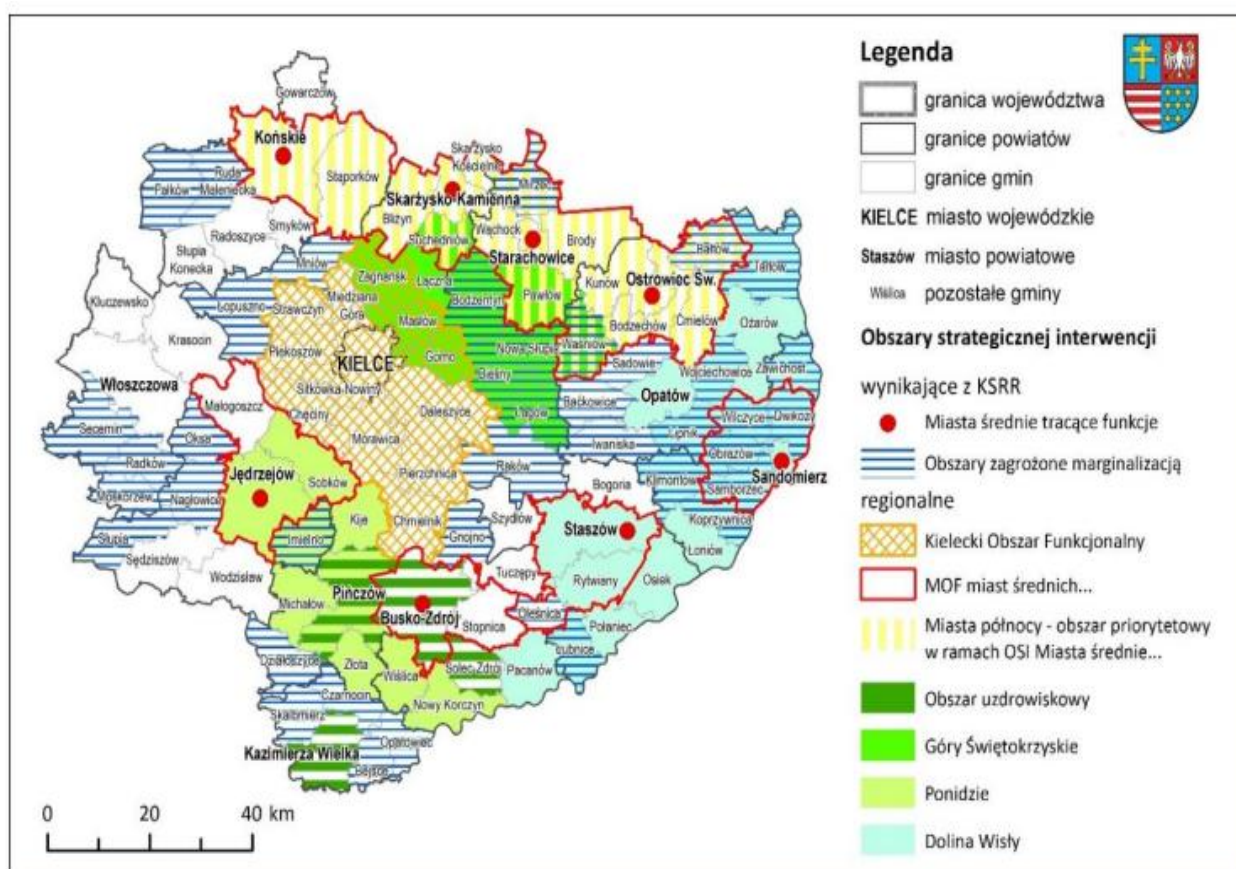 Gowarczów
Końskie
Stąporków
Ruda
Maleniecka
Fałków
Skarżysko
Kościelne
Mirzec
Skarżysko-Kamienna
Bliżyn
Suchedniów
Wąchock
Starachowice
Brody
Bałtów
Tarłów
Smyków
Radoszyce
Słupia
Konecka
Mniów
Zagnańsk
Łączna
Bodzentyn
Pawłów
Kunów
Ostrowiec Św.
Ćmielów
Bodzechów
Ożarów
Kluczewsko
Łopuszno
Strawczyn
Miedziana
Góra
Masłów
Krasocin
Piekoszów
KIELCE
Górno
Nowa Słupia
Waśniów
Sadowie
Wojciechowice
Zawichost
Włoszczowa
Sitkówka-Nowiny
Bieliny
Baćkowice
Opatów
Małogoszcz
Chęciny
Daleszyce
Łagów
Wilczyce
Dwikozy
Secemin
Oksa
Morawica
Iwaniska
Lipnik
Obrazów
Radków
Jędrzejów
Sobków
Pierzchnica
Raków
Klimontów
Sandomierz
Samborzec
Moskorzew
Nagłowice
Bogoria
Koprzywnica
Kije
Chmielnik
Szydłów
Staszów
Słupia
Imielno
Gnojno
Łoniów
Sędziszów
Tuczępy
Rytwiany
Osiek
Wodzisław
Pińczów
Michałów
Busko-Zdrój
Stopnica
Oleśnica
Połaniec
Łubnice
Działoszyce
Złota
Wiślica
Solec Zdrój
Pacanów
Czarnocin
Nowy Korczyn
Skalbmierz
Opatowiec
Kazimierza Wielka
Bejsce
0 20 40 km
Legenda
granica województwa
granice powiatów
granice gmin
KIELCE miasto wojewódzkie
Staszów miasto powiatowe
Wiślica pozostałe gminy
Obszary strategicznej interwencji
wynikające z KSRR
Miasta średnie tracące funkcje
Obszary zagrożone marginalizacją
regionalne
Kielecki Obszar Funkcjonalny
MOF miast średnich...
Miasta północy - obszar priorytetowy
w ramach OSI Miasta średnie...
Obszar uzdrowiskowy
Góry Świętokrzyskie
Ponidzie
Dolina Wisły